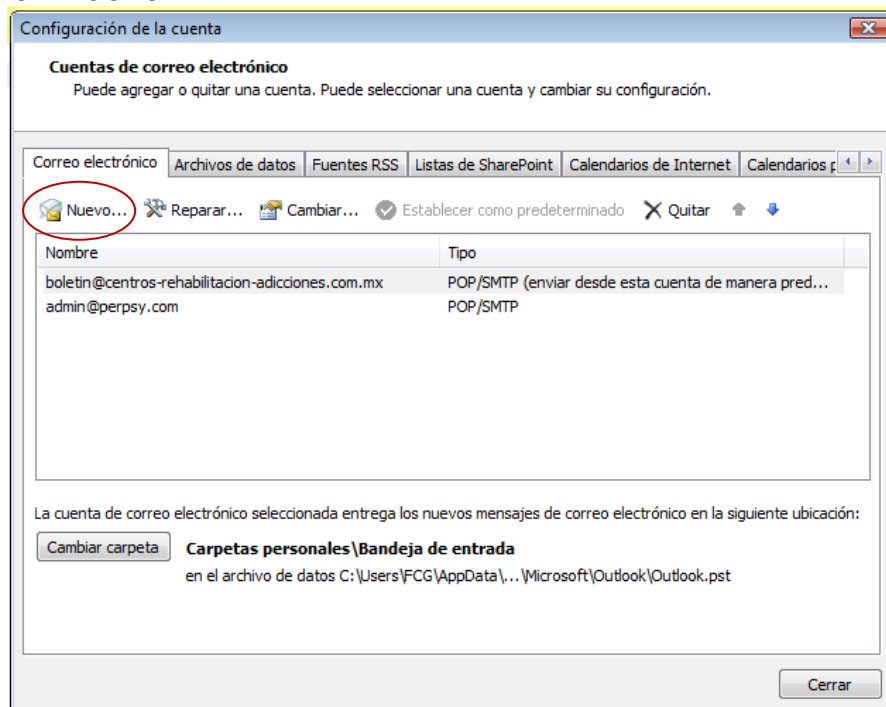 Configuración de la cuenta
Cuentas de correo electrónico
Puede agregar o quitar una cuenta. Puede seleccionar una cuenta y cambiar su configuración.
Correo electrónico Archivos de datos Fuentes RSS Listas de SharePoint Calendarios de Internet Calendarios
Nuevo... Reparar... Cambiar... Establecer como predeterminado Quitar
Nombre Tipo
boletin@centros-rehabilitacion-adicciones.com.mx POP/SMTP (enviar desde esta cuenta de manera pred...
admin@perpsy.com POP/SMTP
La cuenta de correo electrónico seleccionada entrega los nuevos mensajes de correo electrónico en la siguiente ubicación:
Cambiar carpeta Carpetas personales\Bandeja de entrada
en el archivo de datos C:\Users\FCG\AppData\...\Microsoft\Outlook\Outlook.pst
Cerrar